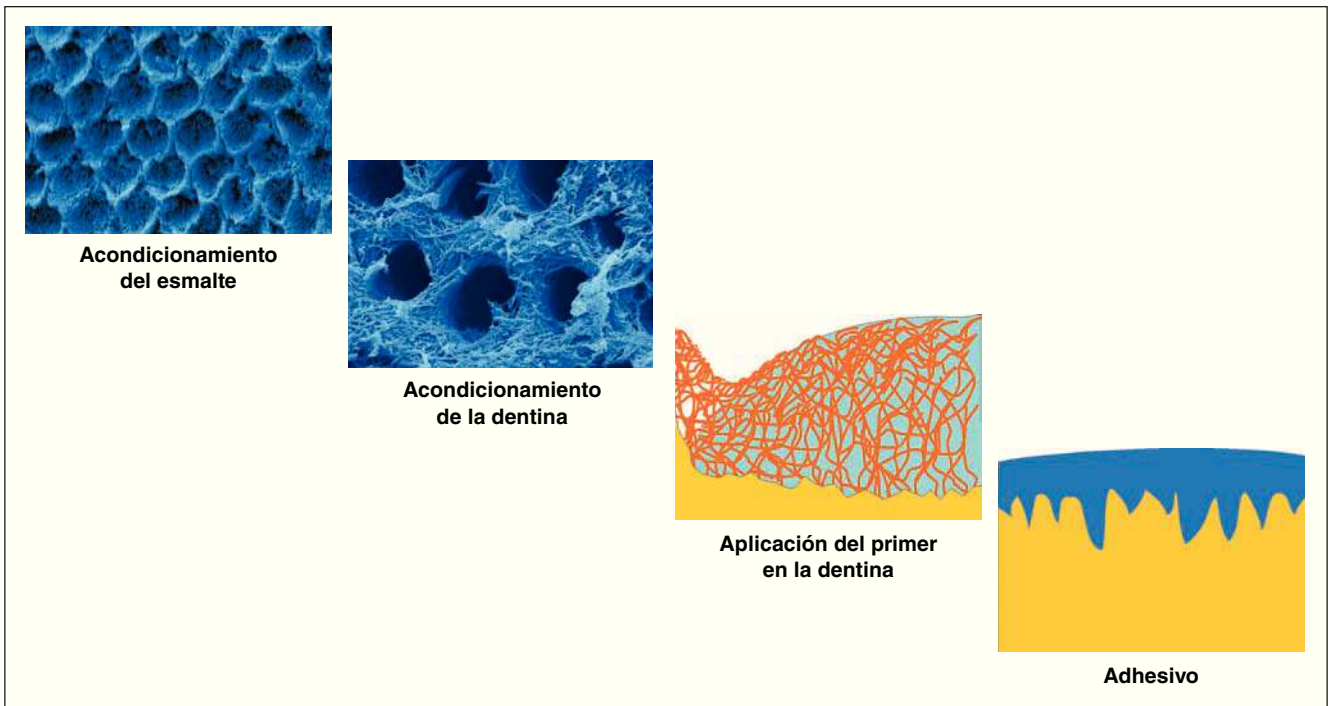 Acondicionamiento
del esmalte
Acondicionamiento
de la dentina
Aplicación del primer
en la dentina
Adhesivo